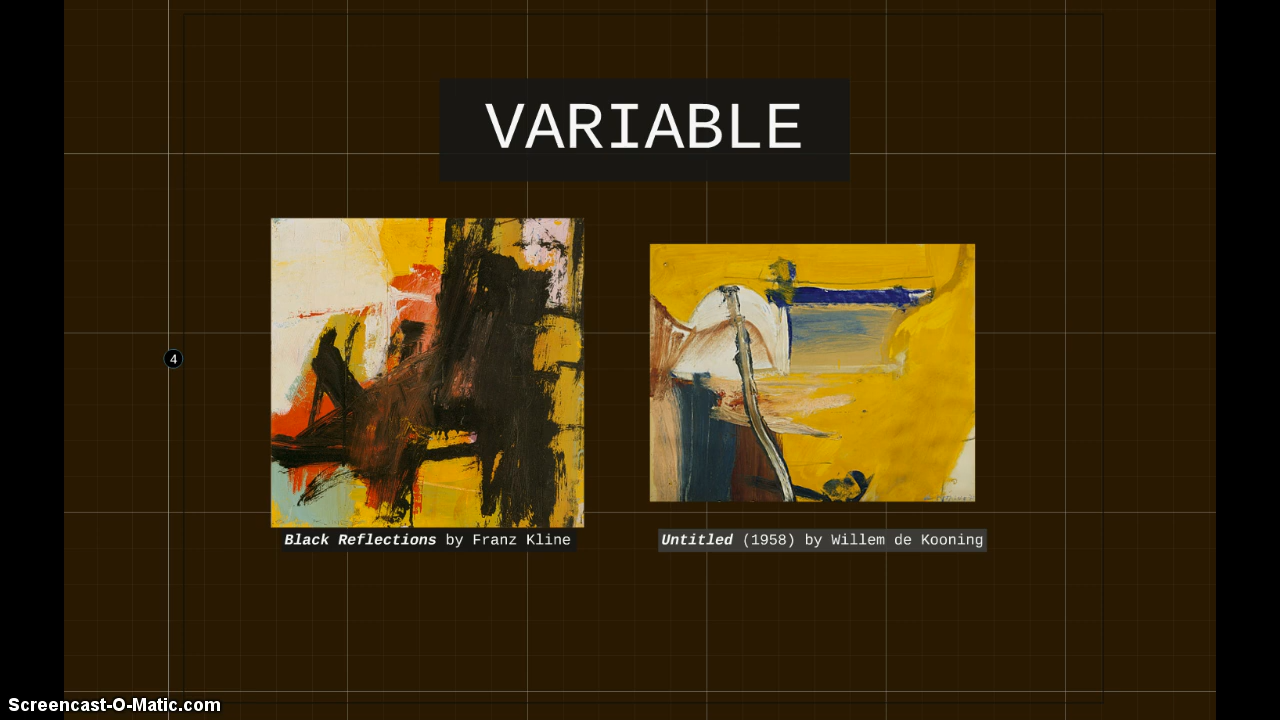 VARIABLE
4
Black Reflections by Franz Kline
Untitled (1958) by Willem de Kooning
Screencast-O-Matic.com